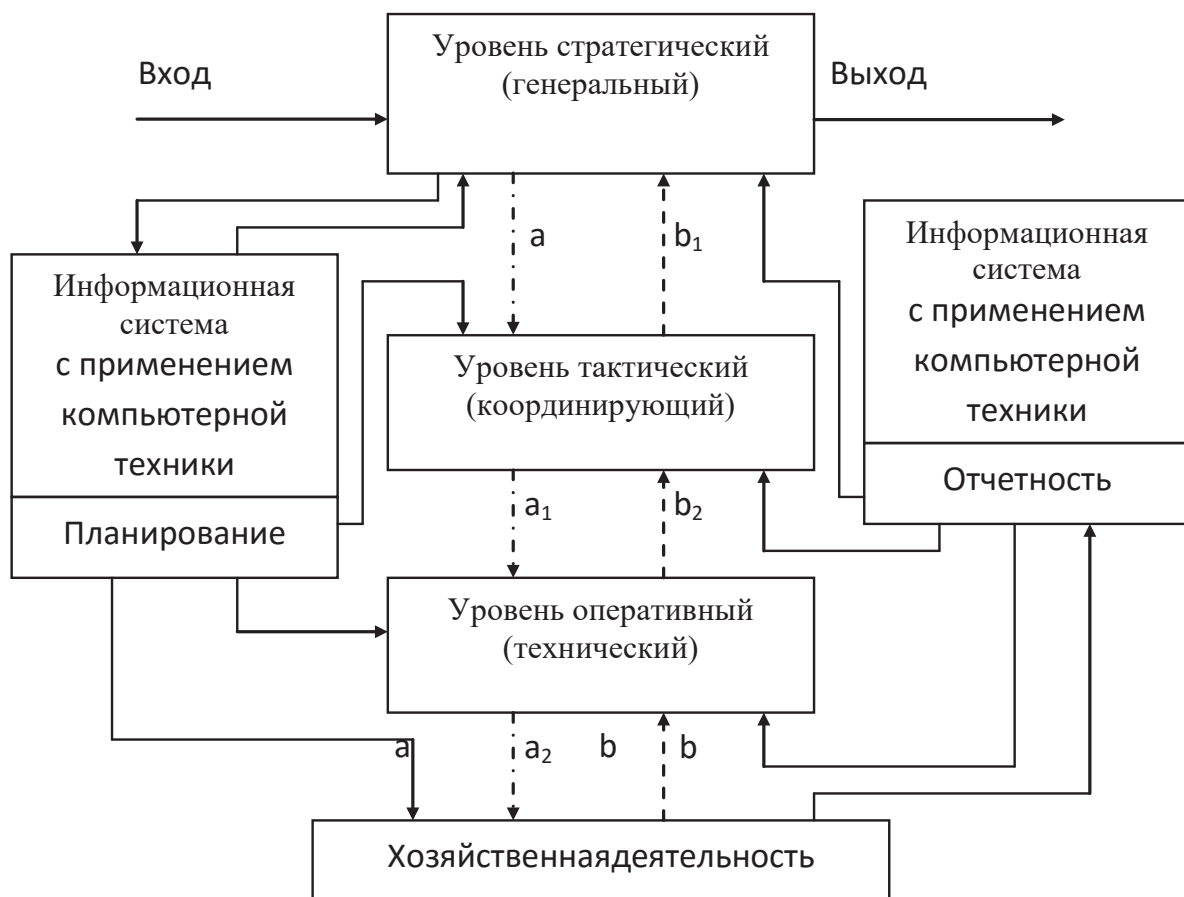 Уровень стратегический
(генеральный)
Вход
Выход
a
b₁
Информационная
система
с применением
компьютерной
техники
Планирование
Информационная
система
с применением
компьютерной
техники
Отчетность
Уровень тактический
(координирующий)
a₁
b₂
Уровень оперативный
(технический)
a
a₂
b
b
Хозяйственнаядеятельность